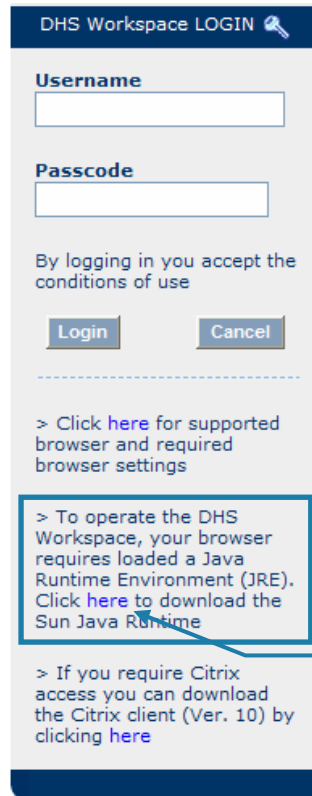 DHS Workspace LOGIN
Username
Passcode
By logging in you accept the
conditions of use
Login Cancel
> Click here for supported
browser and required
browser settings
> To operate the DHS
Workspace, your browser
requires loaded a Java
Runtime Environment (JRE).
Click here to download the
Sun Java Runtime
> If you require Citrix
access you can download
the Citrix client (Ver. 10) by
clicking here